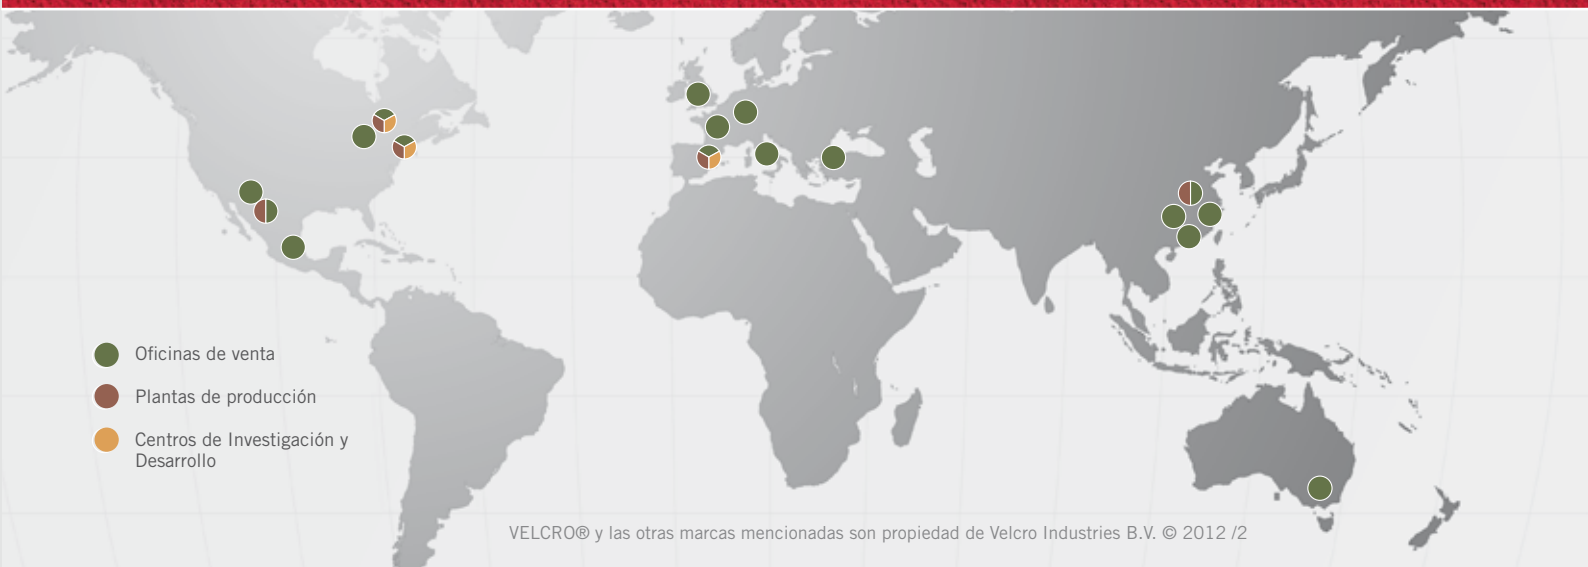 Oficinas de venta
Plantas de producción
Centros de Investigación y
Desarrollo
VELCRO® y las otras marcas mencionadas son propiedad de Velcro Industries B.V. © 2012 /2